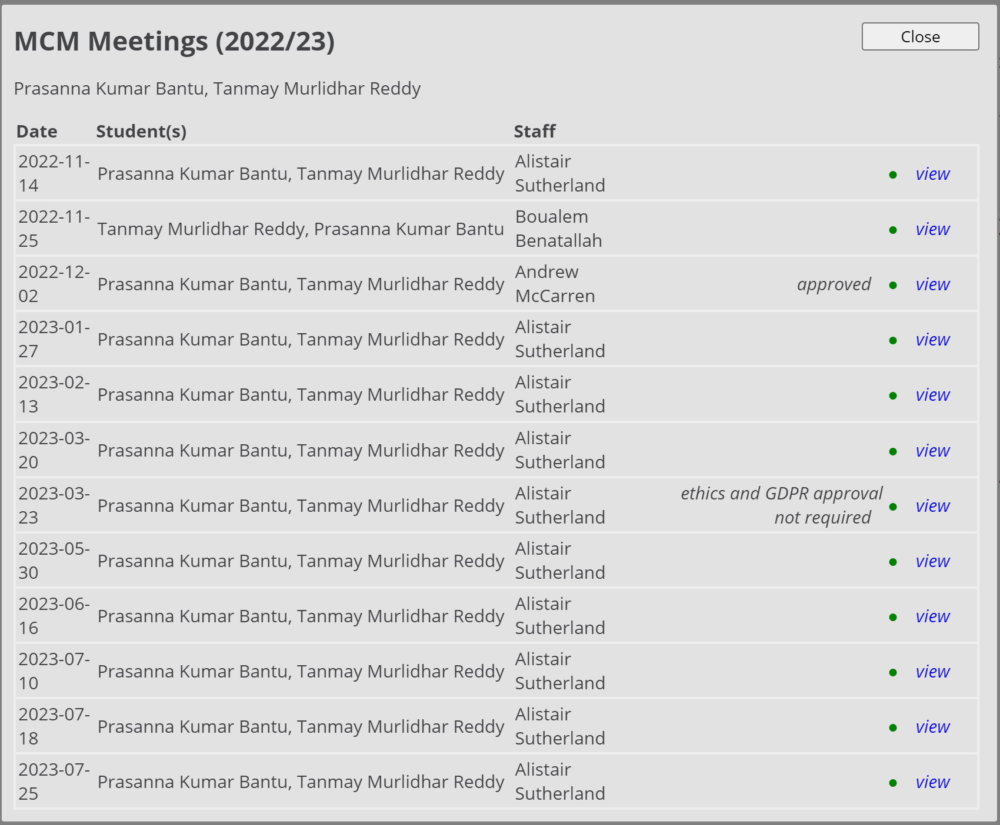 MCM Meetings (2022/23)
Close
Prasanna Kumar Bantu, Tanmay Murlidhar Reddy
Date Student(s) Staff
2022-11-
14
Prasanna Kumar Bantu, Tanmay Murlidhar Reddy
Alistair
Sutherland
● view
2022-11-
25
Tanmay Murlidhar Reddy, Prasanna Kumar Bantu
Boualem
Benatallah
● view
2022-12-
02
Prasanna Kumar Bantu, Tanmay Murlidhar Reddy
Andrew
McCarren
approved ● view
2023-01-
27
Prasanna Kumar Bantu, Tanmay Murlidhar Reddy
Alistair
Sutherland
● view
2023-02-
13
Prasanna Kumar Bantu, Tanmay Murlidhar Reddy
Alistair
Sutherland
● view
2023-03-
20
Prasanna Kumar Bantu, Tanmay Murlidhar Reddy
Alistair
Sutherland
● view
2023-03-
23
Prasanna Kumar Bantu, Tanmay Murlidhar Reddy
Alistair
Sutherland
ethics and GDPR approval
not required
● view
2023-05-
30
Prasanna Kumar Bantu, Tanmay Murlidhar Reddy
Alistair
Sutherland
● view
2023-06-
16
Prasanna Kumar Bantu, Tanmay Murlidhar Reddy
Alistair
Sutherland
● view
2023-07-
10
Prasanna Kumar Bantu, Tanmay Murlidhar Reddy
Alistair
Sutherland
● view
2023-07-
18
Prasanna Kumar Bantu, Tanmay Murlidhar Reddy
Alistair
Sutherland
● view
2023-07-
25
Prasanna Kumar Bantu, Tanmay Murlidhar Reddy
Alistair
Sutherland
● view